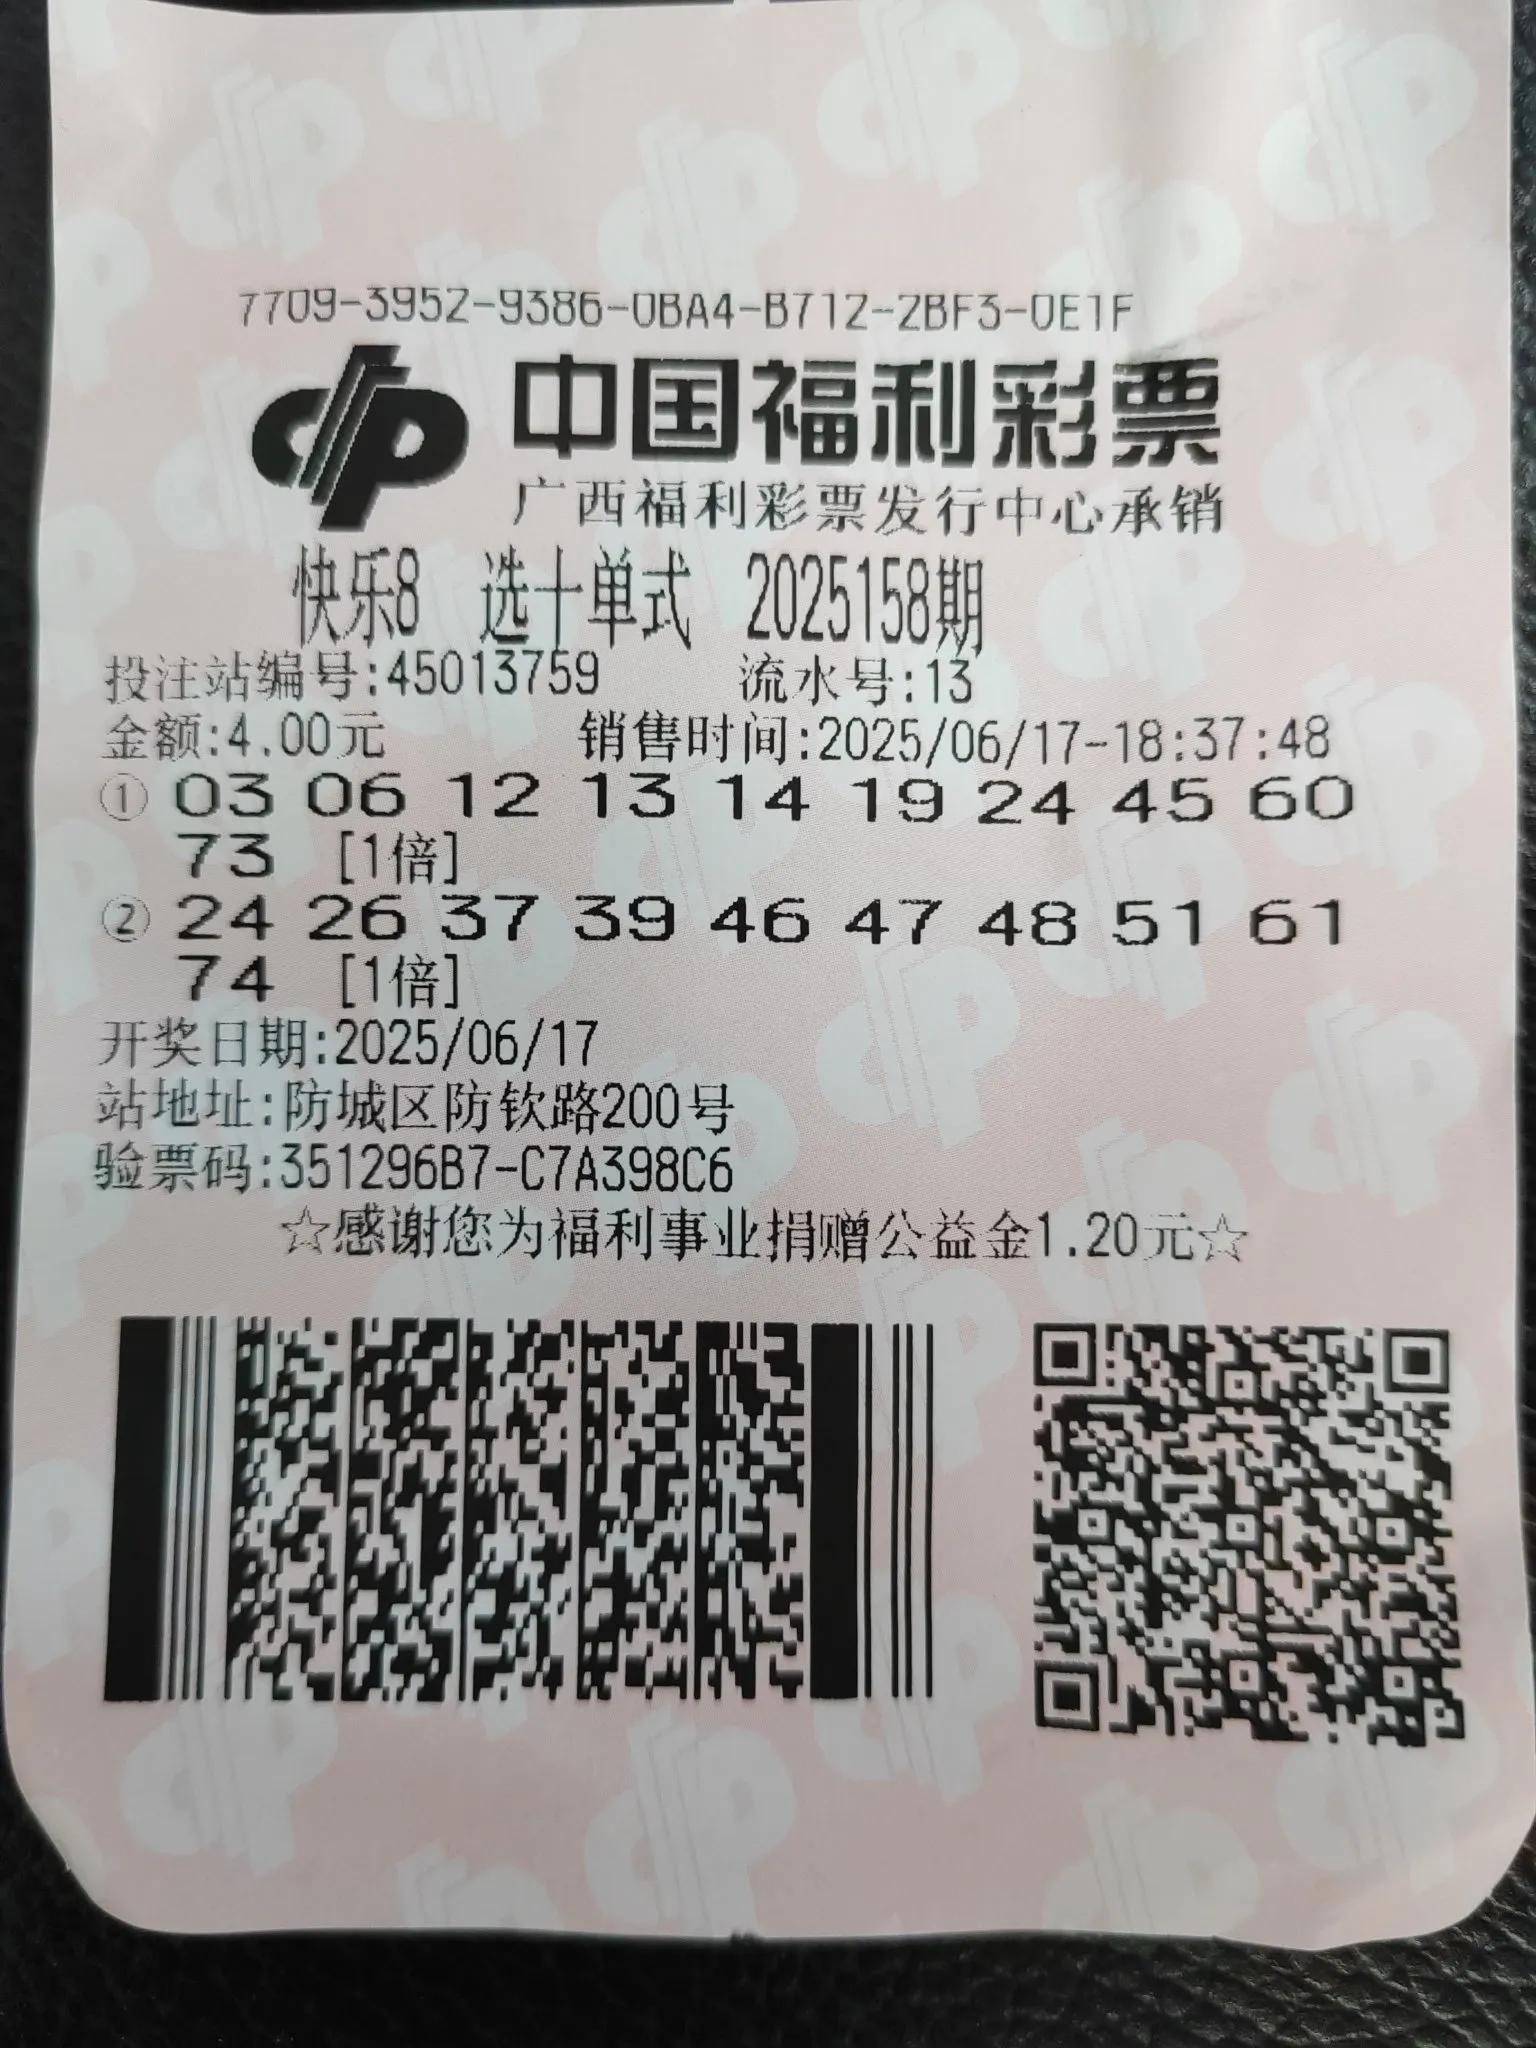 7709-3952-9386-0BA4-B712-2BF3-0E1F
中国福利彩票
广西福利彩票发行中心承销
快乐8 选十单式 2025158期
投注站编号:45013759 流水号:13
金额:4.00元 销售时间:2025/06/17-18:37:48
① 03 06 12 13 14 19 24 45 60
73 [1倍]
② 24 26 37 39 46 47 48 51 61
74 [1倍]
开奖日期:2025/06/17
站地址:防城区防钦路200号
验票码:351296B7-C7A398C6
☆感谢您为福利事业捐赠公益金1.20元☆